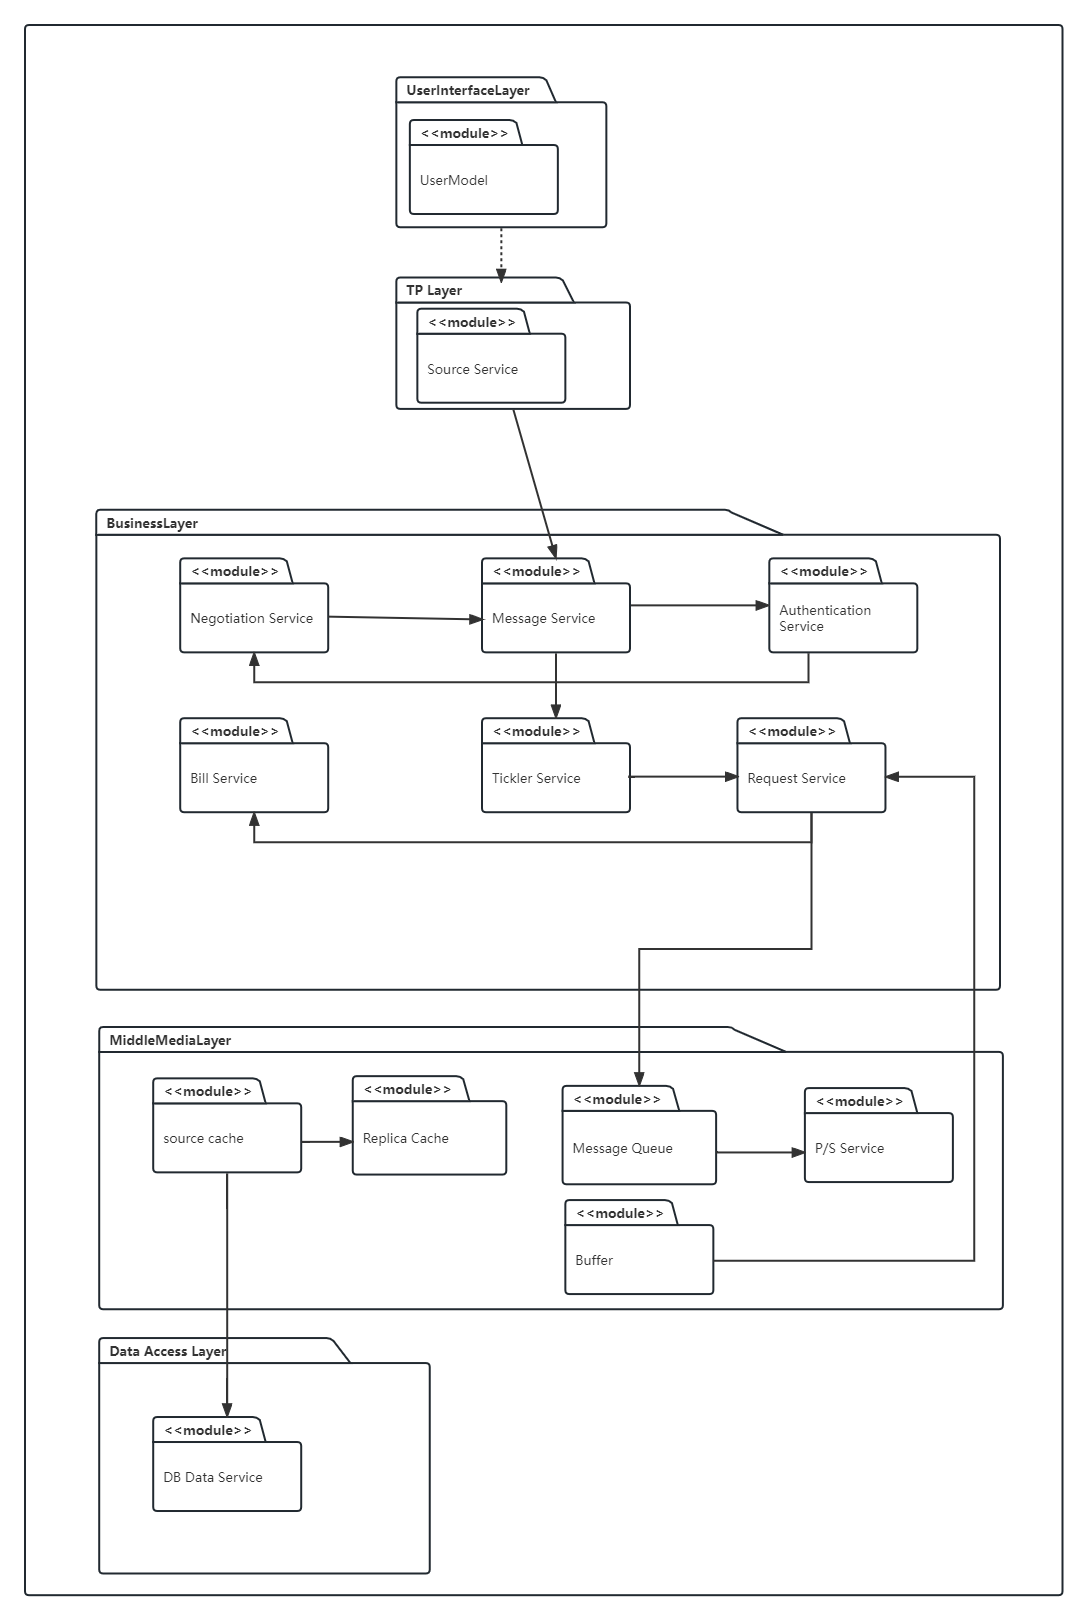 UserInterfaceLayer
<<module>>
UserModel
TP Layer
<<module>>
Source Service
BusinessLayer
<<module>>
Negotiation Service
<<module>>
Message Service
<<module>>
Authentication
Service
<<module>>
Bill Service
<<module>>
Tickler Service
<<module>>
Request Service
MiddleMediaLayer
<<module>>
source cache
<<module>>
Replica Cache
<<module>>
Message Queue
<<module>>
P/S Service
<<module>>
Buffer
Data Access Layer
<<module>>
DB Data Service